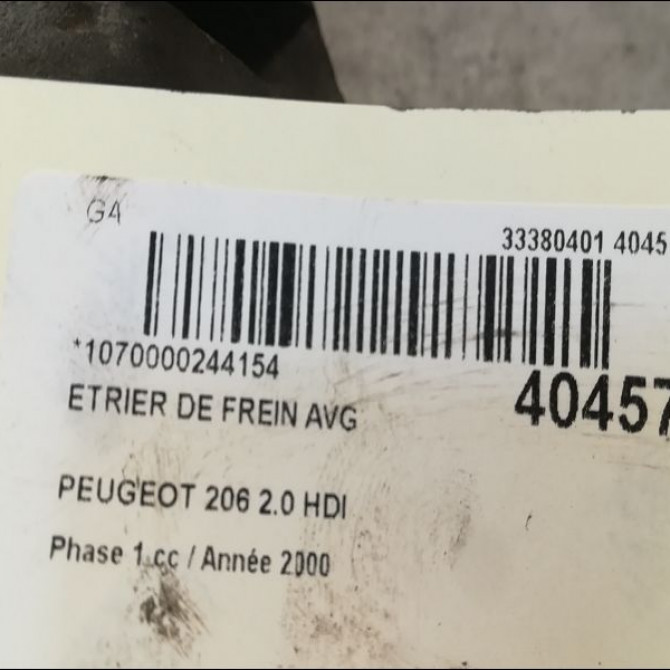 GA
33380401 4045
*1070000244154
40457
ETRIER DE FREIN AVG
PEUGEOT 206 2.0 HDI
Phase 1 cc / Année 2000